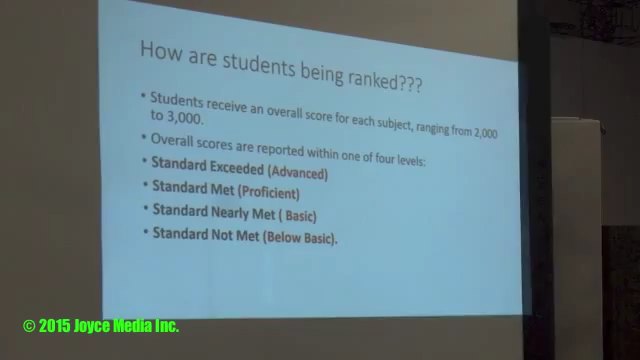 How are students being ranked???
• Students receive an overall score for each subject, ranging from 2,000
to 3,000.
• Overall scores are reported within one of four levels:
• Standard Exceeded (Advanced)
• Standard Met (Proficient)
• Standard Nearly Met ( Basic)
• Standard Not Met (Below Basic).
© 2015 Joyce Media Inc.